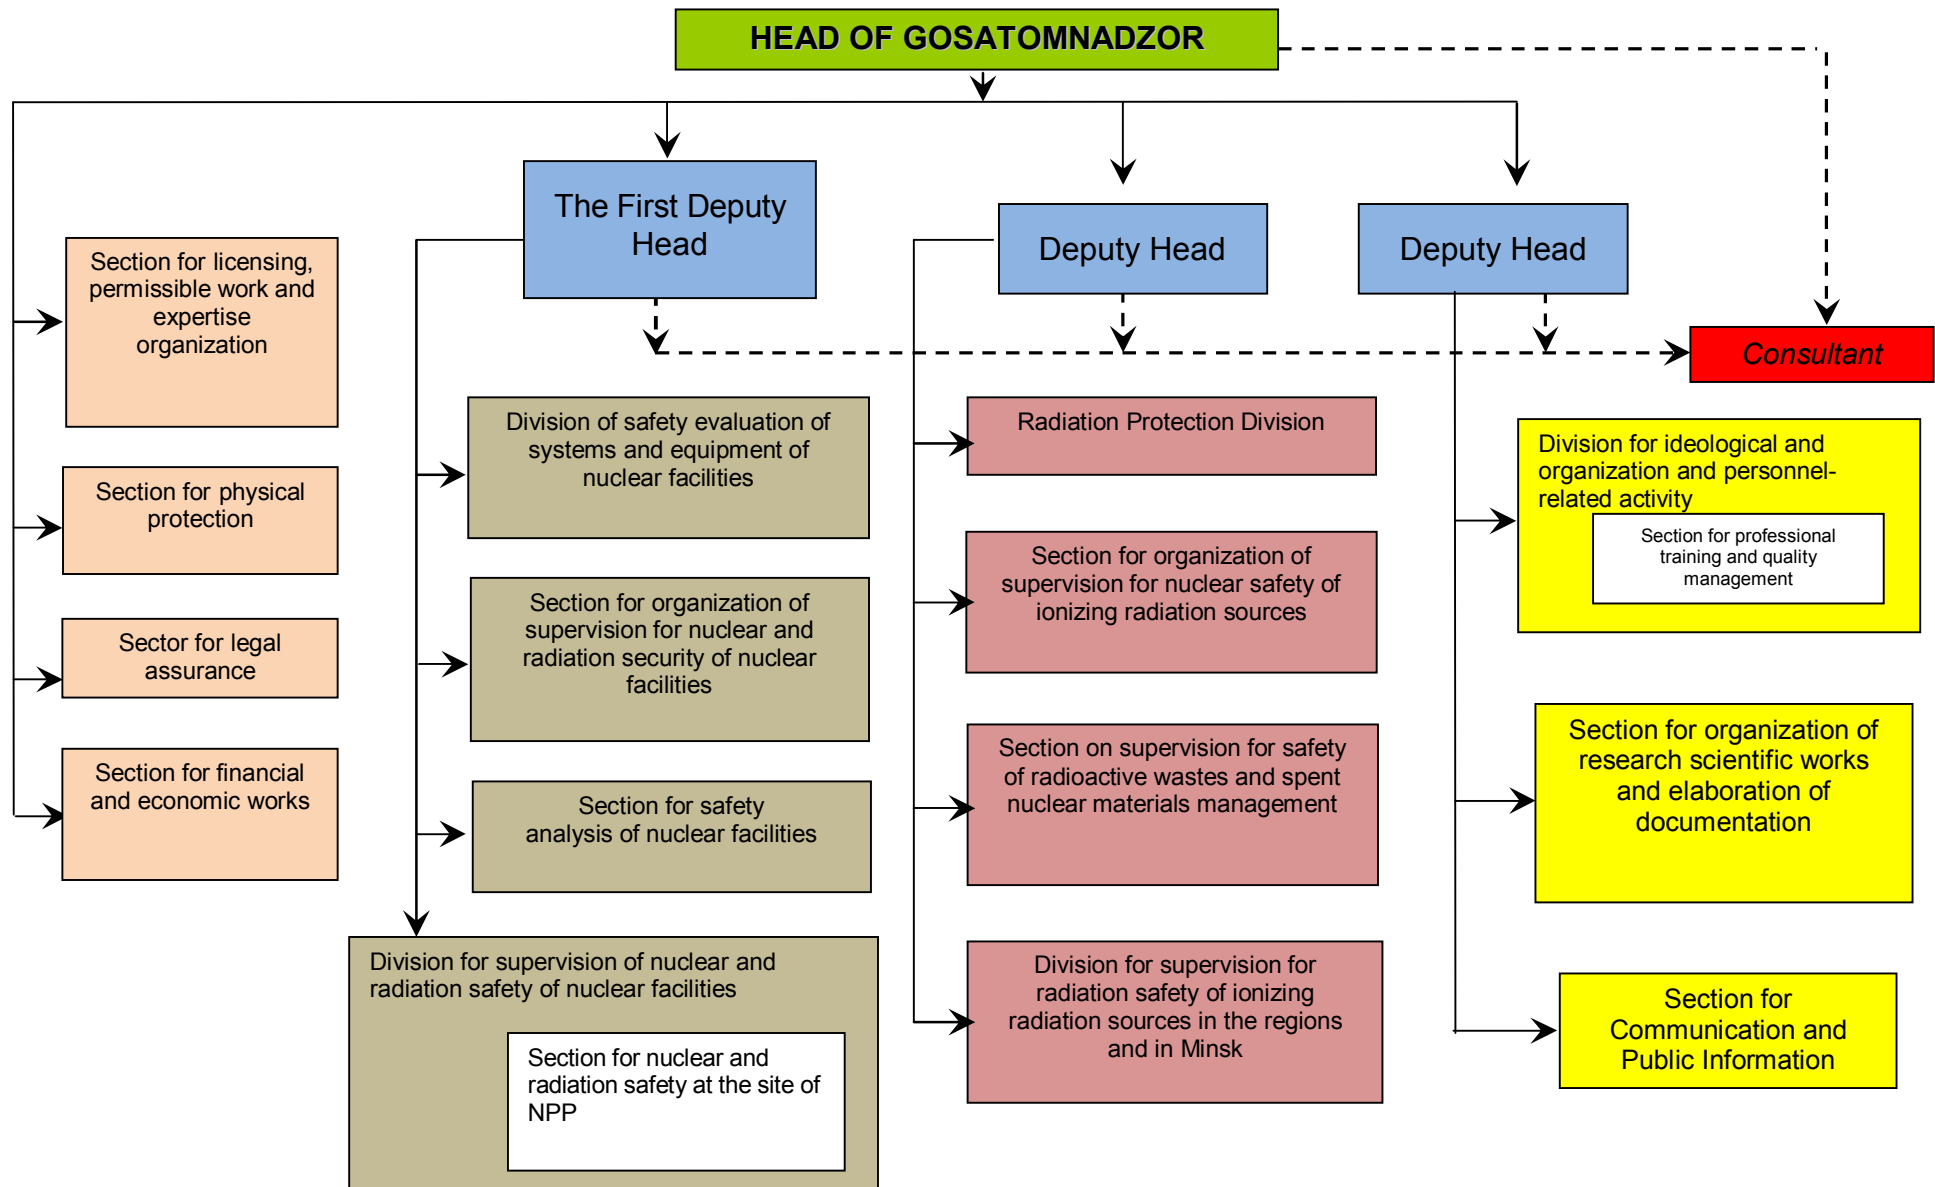 HEAD OF GOSATOMNADZOR
The First Deputy
Head
Deputy Head
Deputy Head
Consultant
Section for licensing,
permissible work and
expertise
organization
Section for physical
protection
Sector for legal
assurance
Section for financial
and economic works
Division of safety evaluation of
systems and equipment of
nuclear facilities
Section for organization of
supervision for nuclear and
radiation security of nuclear
facilities
Section for safety
analysis of nuclear facilities
Division for supervision of nuclear and
radiation safety of nuclear facilities
Section for nuclear and
radiation safety at the site of
NPP
Radiation Protection Division
Section for organization of
supervision for nuclear safety of
ionizing radiation sources
Section on supervision for safety
of radioactive wastes and spent
nuclear materials management
Division for supervision for
radiation safety of ionizing
radiation sources in the regions
and in Minsk
Division for ideological and
organization and personnel-
related activity
Section for professional
training and quality
management
Section for organization of
research scientific works
and elaboration of
documentation
Section for
Communication and
Public Information